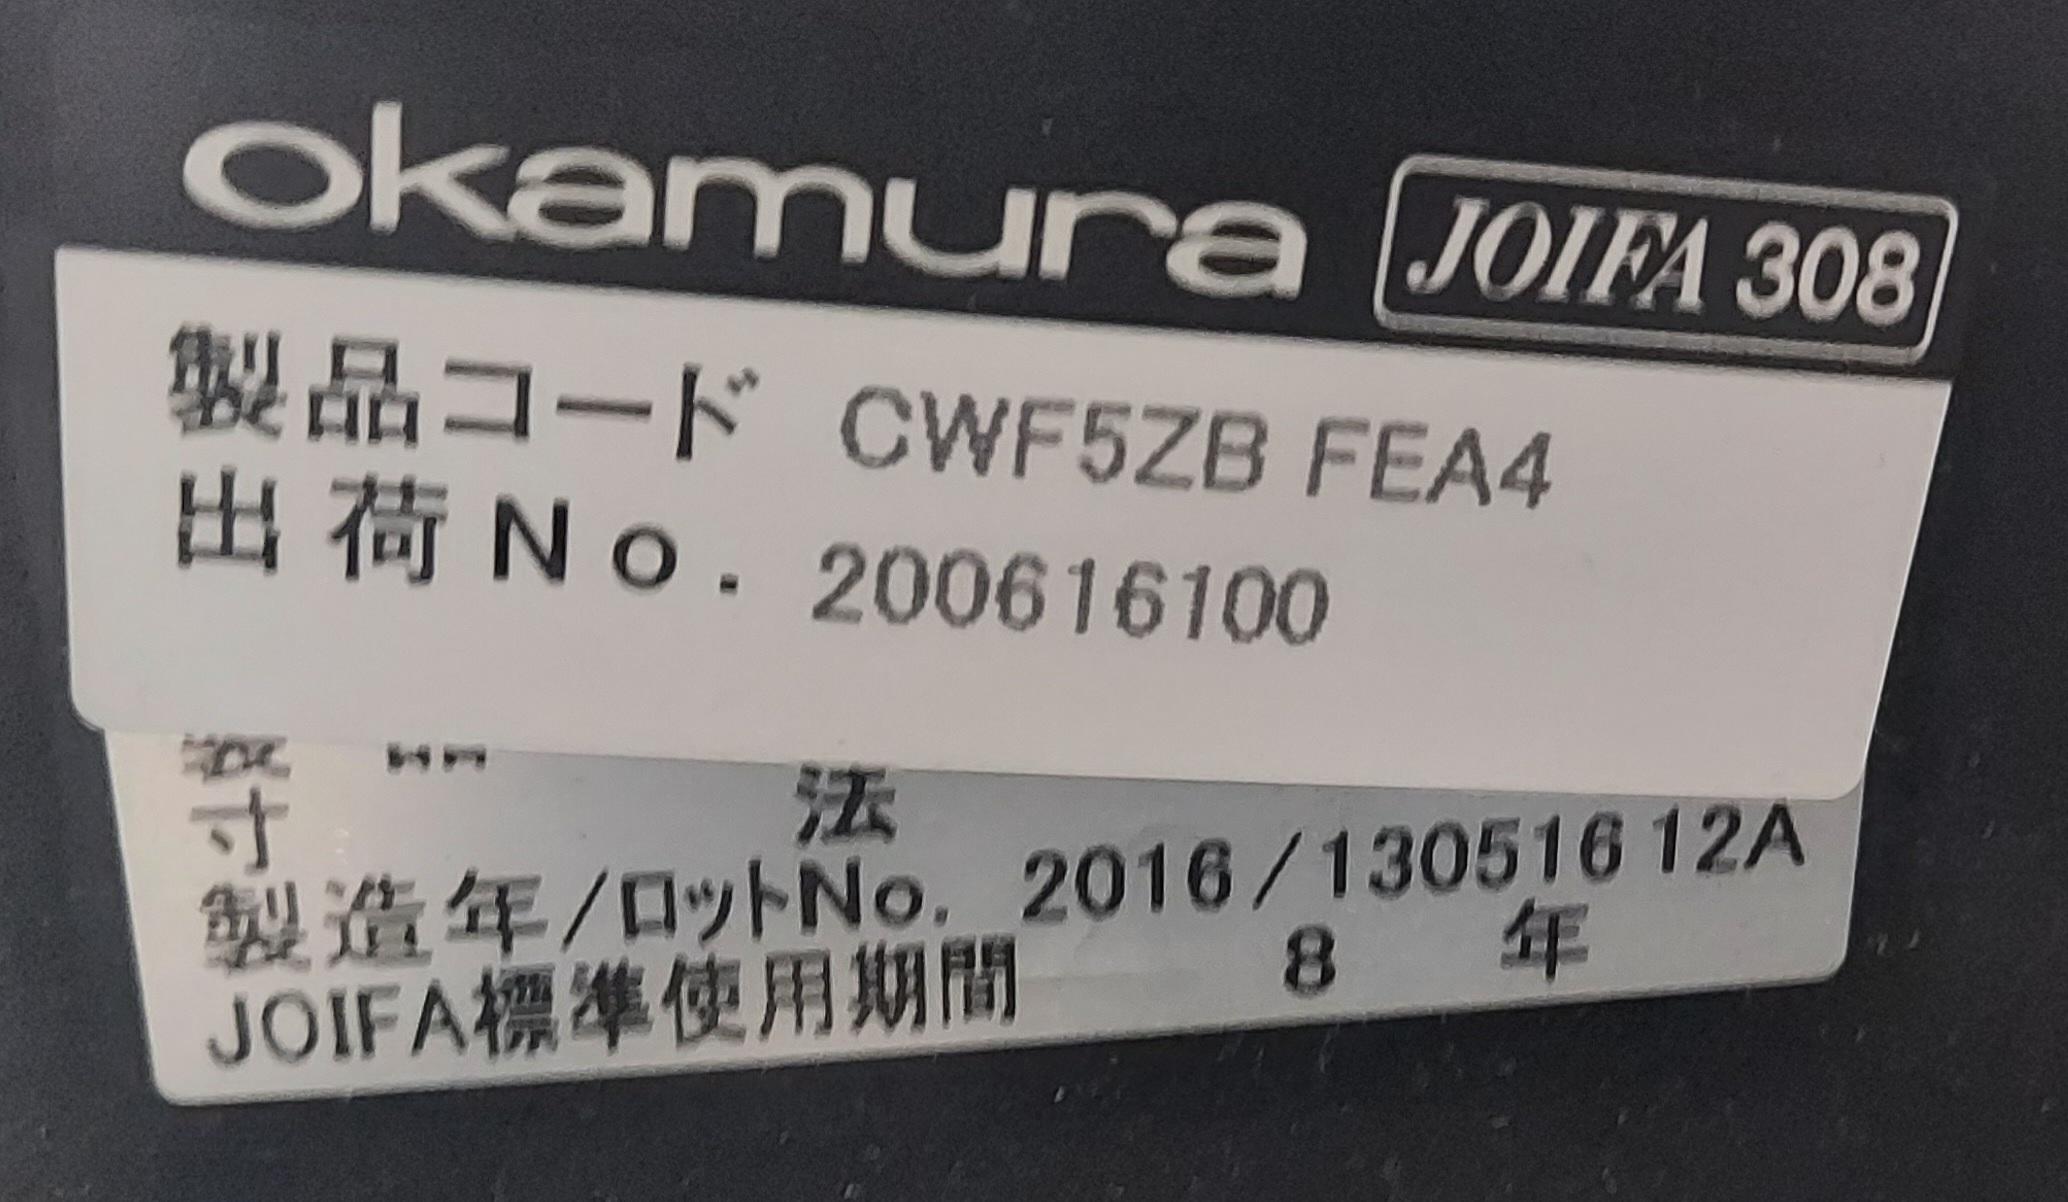 okamura JOIFA 308
製品コード CWF5ZB FEA4
出荷No. 200616100
寸 法
製造年/ロットNo. 2016/13051612A
JOIFA標準使用期間 8 年